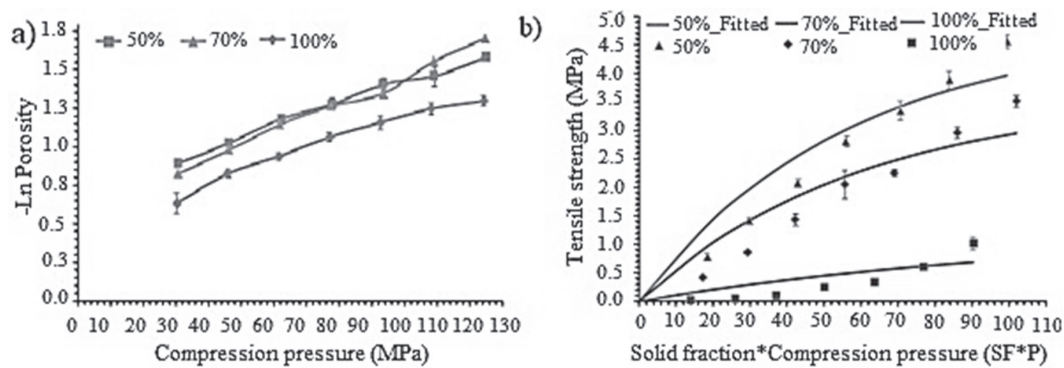 a)
50% 70% 100%
-Ln Porosity
1.8
1.5
1.3
1.0
0.8
0.5
0.3
0.0
0 10 20 30 40 50 60 70 80 90 100 110 120 130
Compression pressure (MPa)
b)
50%_Fitted 70%_Fitted 100%_Fitted
50% 70% 100%
Tensile strength (MPa)
5.0
4.5
4.0
3.5
3.0
2.5
2.0
1.5
1.0
0.5
0.0
0 10 20 30 40 50 60 70 80 90 100 110
Solid fraction*Compression pressure (SF*P)